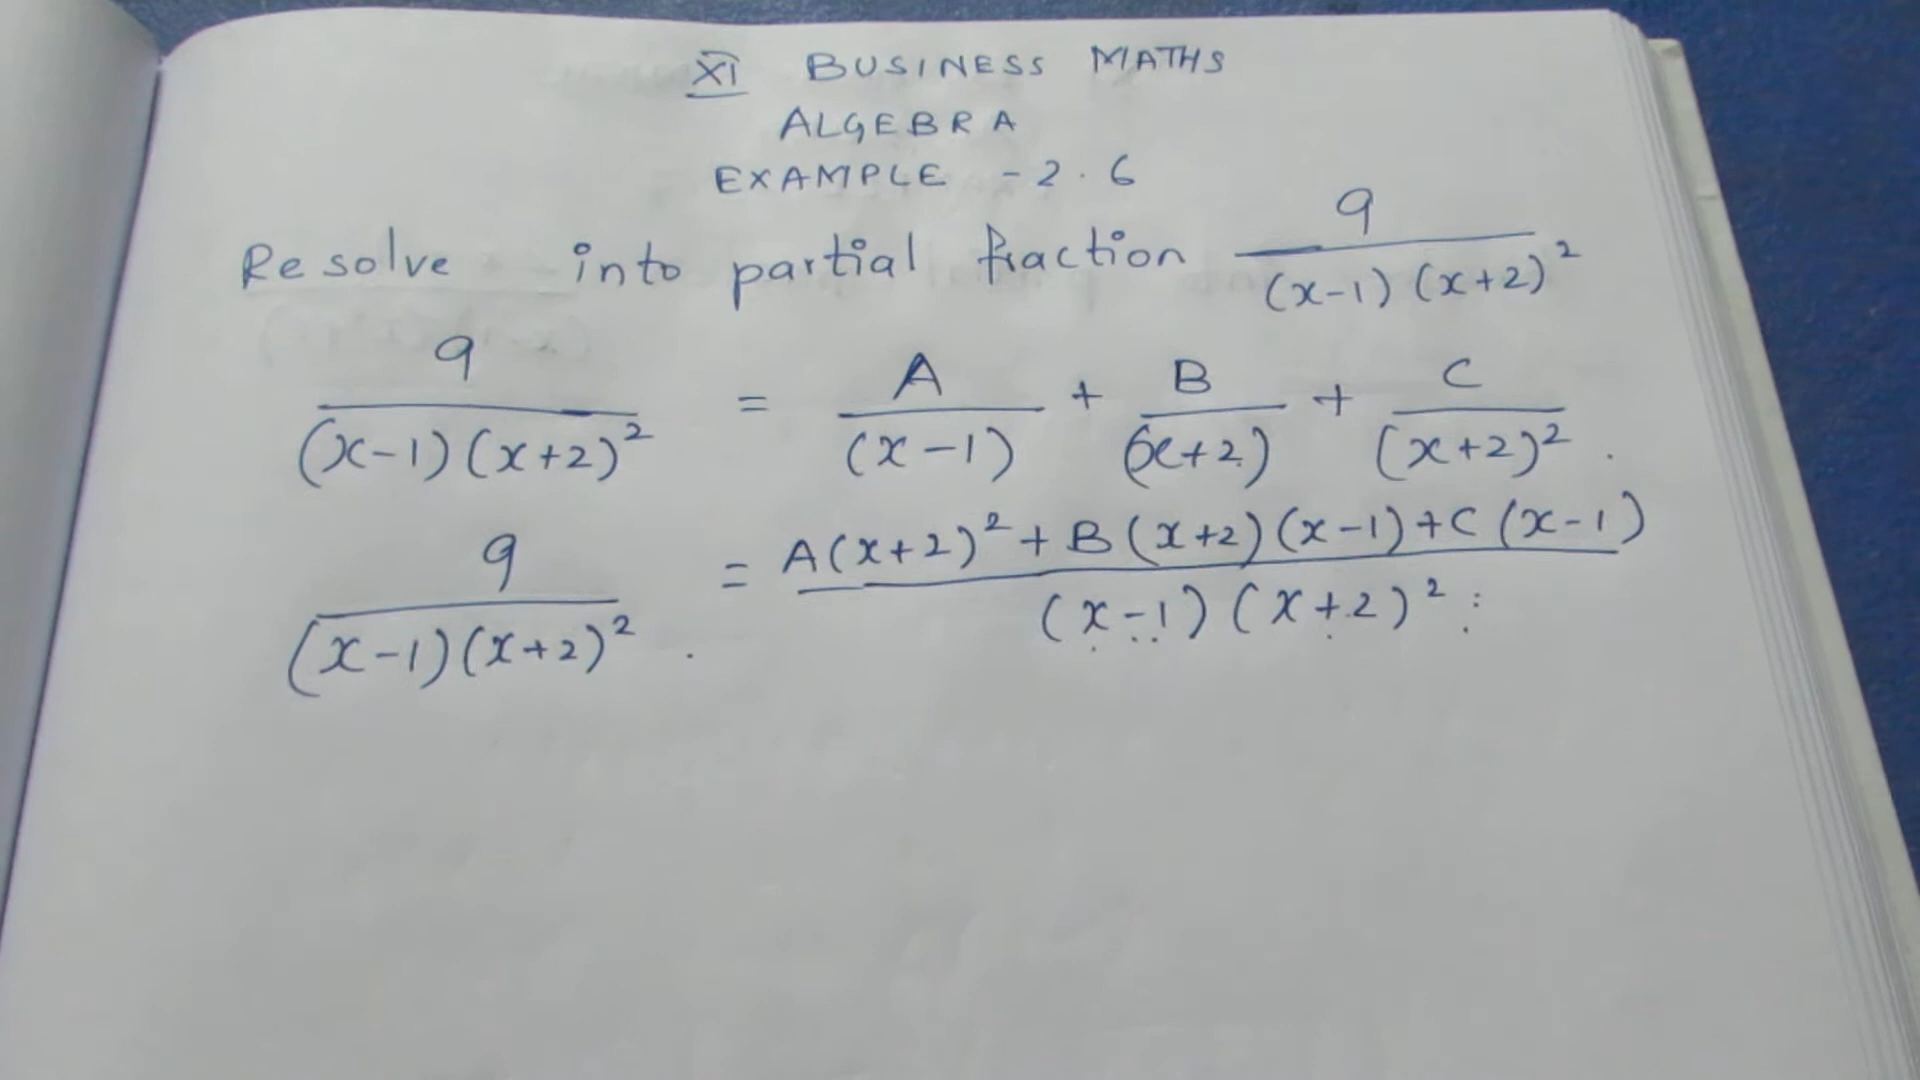 XI BUSINESS MATHS
ALGEBRA
EXAMPLE - 2.6
Resolve into partial fraction 9 / (x-1)(x+2)²
9 / (x-1)(x+2)² = A / (x-1) + B / (x+2) + C / (x+2)² .
9 / (x-1)(x+2)² . = A(x+2)² + B(x+2)(x-1) + C(x-1) / (x-1)(x+2)² :